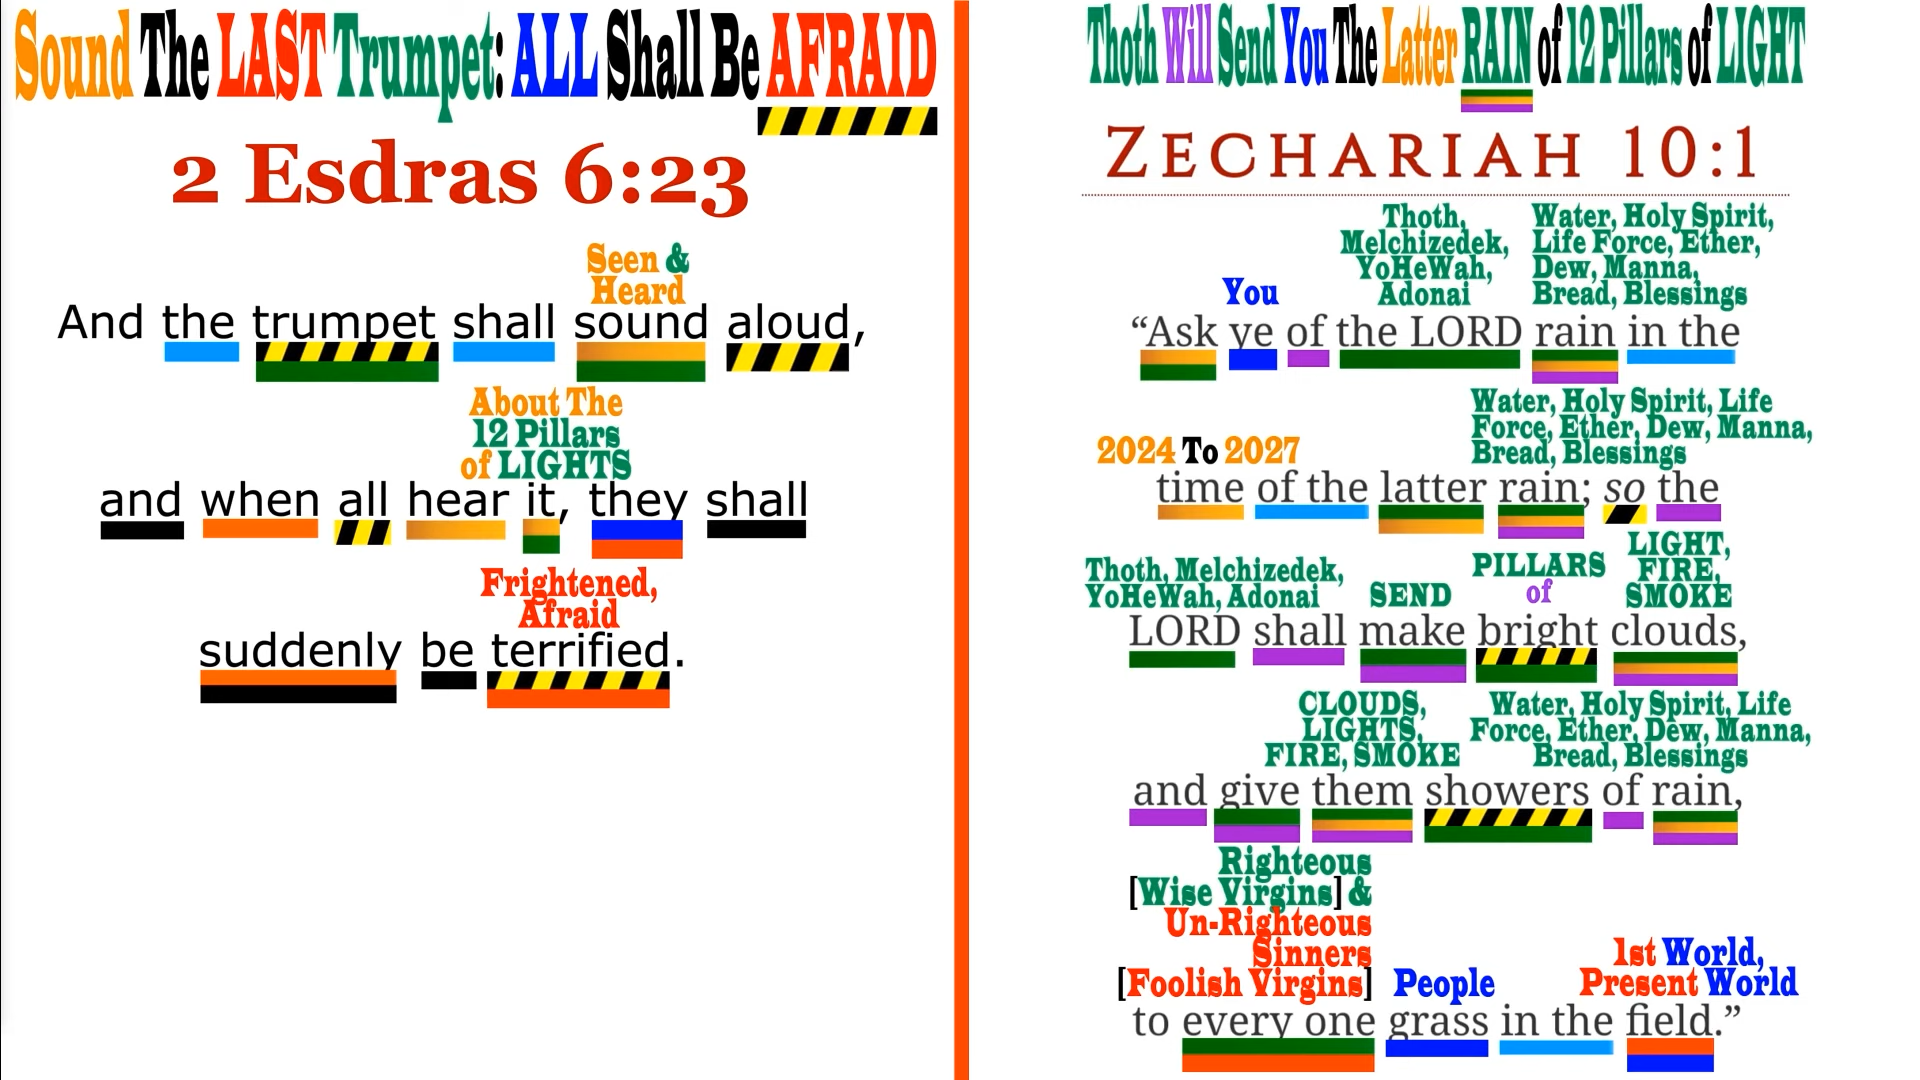 Sound The LAST Trumpet: ALL Shall Be AFRAID
2 Esdras 6:23
Seen &
Heard
And the trumpet shall sound aloud,
About The
12 Pillars
of LIGHTS
and when all hear it, they shall
Frightened,
Afraid
suddenly be terrified.
Thoth Will Send You The Latter RAIN of 12 Pillars of LIGHT
ZECHARIAH 10:1
Thoth,
Melchizedek,
YoHeWah,
Adonai
Water, Holy Spirit,
Life Force, Ether,
Dew, Manna,
Bread, Blessings
You
“Ask ye of the LORD rain in the
Water, Holy Spirit, Life
Force, Ether, Dew, Manna,
Bread, Blessings
2024 To 2027
time of the latter rain; so the
Thoth, Melchizedek,
YoHeWah, Adonai
SEND
PILLARS
of
LIGHT,
FIRE,
SMOKE
LORD shall make bright clouds,
CLOUDS,
LIGHTS,
FIRE, SMOKE
Water, Holy Spirit, Life
Force, Ether, Dew, Manna,
Bread, Blessings
and give them showers of rain,
Righteous
[Wise Virgins] &
Un-Righteous
Sinners
[Foolish Virgins]
People
1st World,
Present World
to every one grass in the field.”